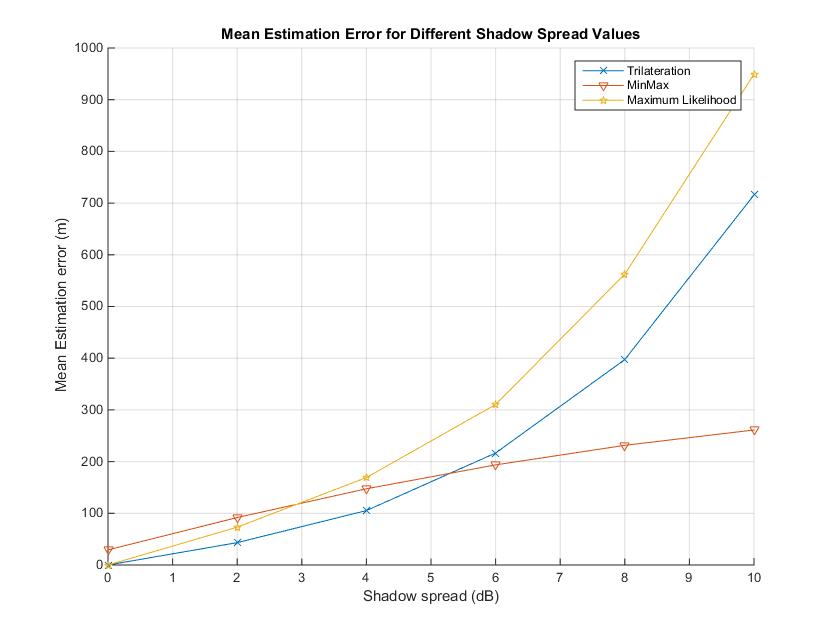 Mean Estimation Error for Different Shadow Spread Values
1000
900
800
700
600
500
400
300
200
100
0
Mean Estimation error (m)
Trilateration
MinMax
Maximum Likelihood
0 1 2 3 4 5 6 7 8 9 10
Shadow spread (dB)